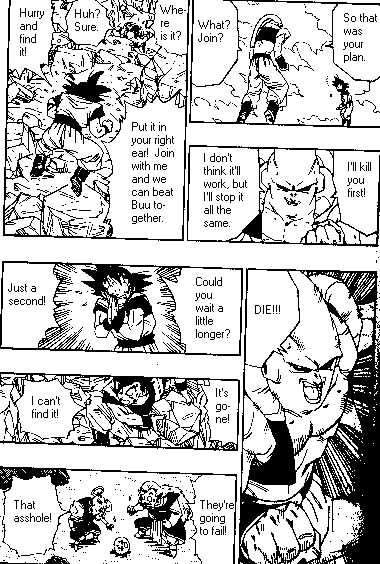 So that
was
your
plan.
What?
Join?
Whe-
re
is it?
Huh?
Sure.
Hurry
and
find
it!
Put it in
your right
ear! Join
with me
and we
can beat
Buu to-
gether.
I'll kill
you
first!
I don't
think it'll
work, but
I'll stop it
all the
same.
Could
you
wait a
little
longer?
Just a
second!
DIE!!!
It's
go-
ne!
I can't
find it!
They're
going
to fail!
That
asshole!